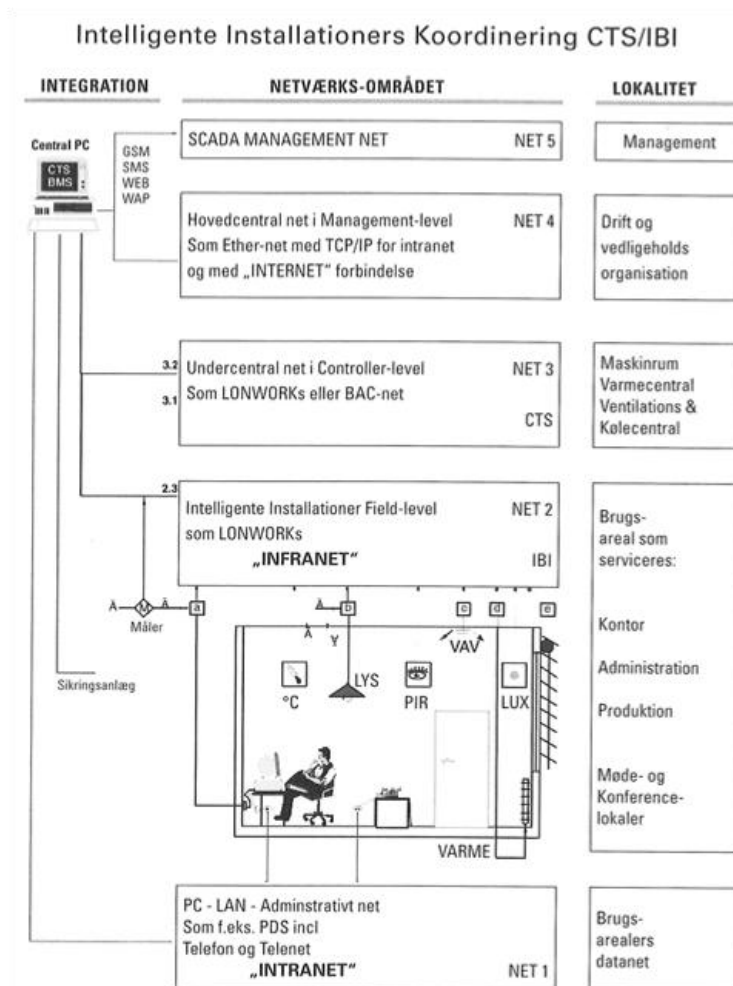 Intelligente Installationers Koordinering CTS/IBI
INTEGRATION
NETVÆRKS-OMRÅDET
LOKALITET
Central PC
CTS
BMS
GSM
SMS
WEB
WAP
SCADA MANAGEMENT NET NET 5
Management
Hovedcentral net i Management-level NET 4
Som Ether-net med TCP/IP for intranet
og med „INTERNET" forbindelse
Drift og
vedligeholds
organisation
3.2
3.1
Undercentral net i Controller-level NET 3
Som LONWORKs eller BAC-net
CTS
Maskinrum
Varmecentral
Ventilations &
Kølecentral
2.3
Intelligente Installationer Field-level NET 2
som LONWORKs
„INFRANET" IBI
Brugs-
areal som
serviceres:
Kontor
Administration
Produktion
Møde- og
Konference-
lokaler
M
Måler
a
b
c
d
e
VAV
LYS
°C
PIR
LUX
Sikringsanlæg
VARME
PC - LAN - Adminstrativt net
Som f.eks. PDS incl
Telefon og Telenet
„INTRANET" NET 1
Brugs-
arealers
datanet